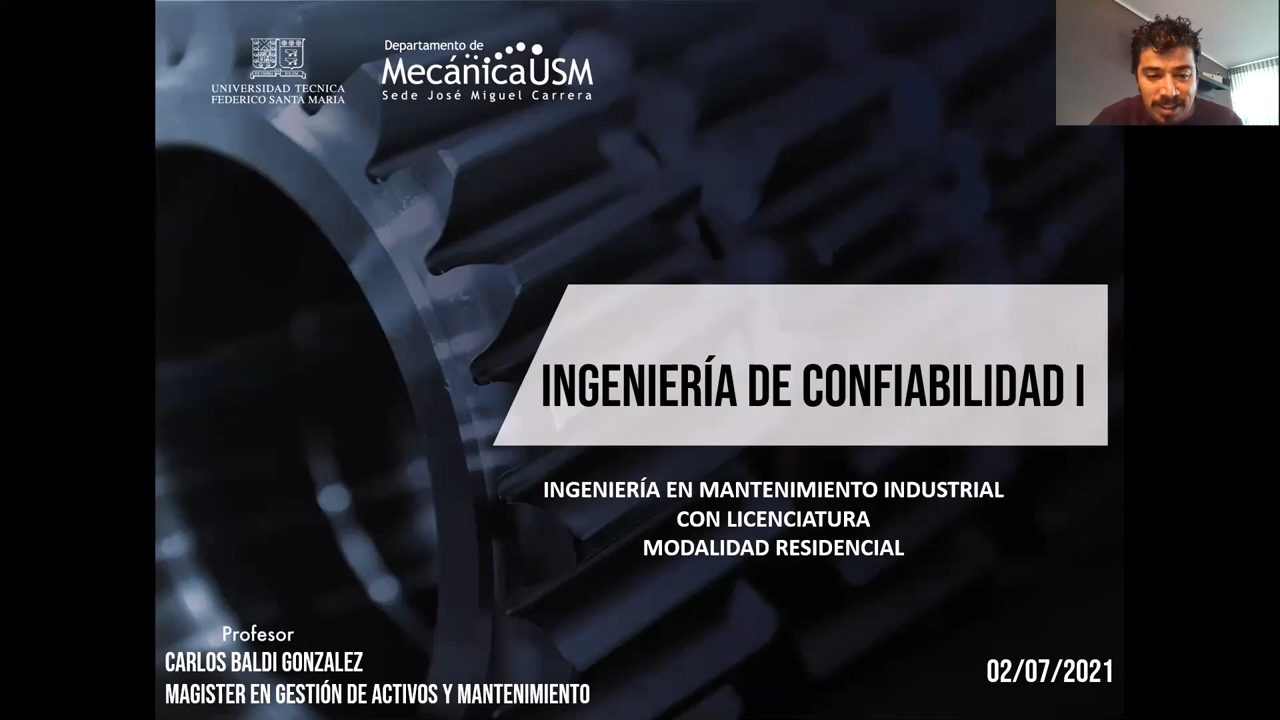 UNIVERSIDAD TECNICA
FEDERICO SANTA MARIA
Departamento de
MecánicaUSM
Sede José Miguel Carrera
INGENIERÍA DE CONFIABILIDAD I
INGENIERÍA EN MANTENIMIENTO INDUSTRIAL
CON LICENCIATURA
MODALIDAD RESIDENCIAL
Profesor
CARLOS BALDI GONZALEZ
MAGISTER EN GESTIÓN DE ACTIVOS Y MANTENIMIENTO
02/07/2021